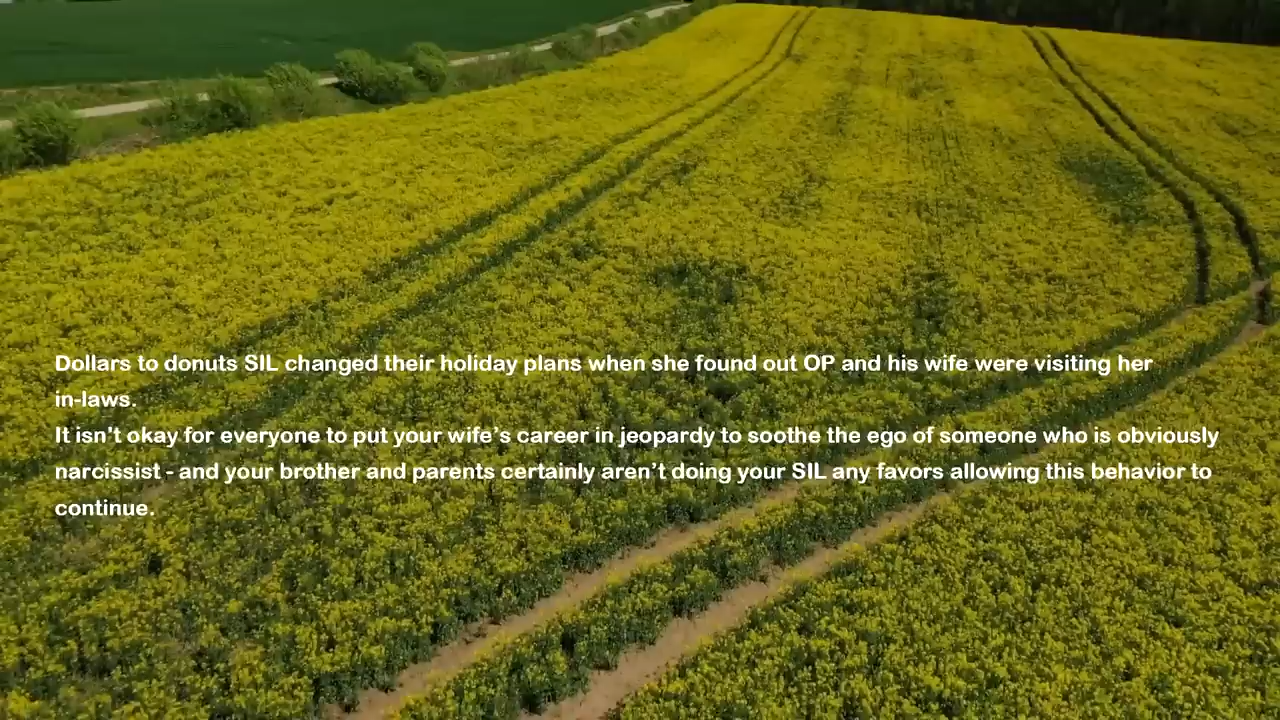 Dollars to donuts SIL changed their holiday plans when she found out OP and his wife were visiting her
in-laws.
It isn't okay for everyone to put your wife's career in jeopardy to soothe the ego of someone who is obviously
narcissist - and your brother and parents certainly aren't doing your SIL any favors allowing this behavior to
continue.